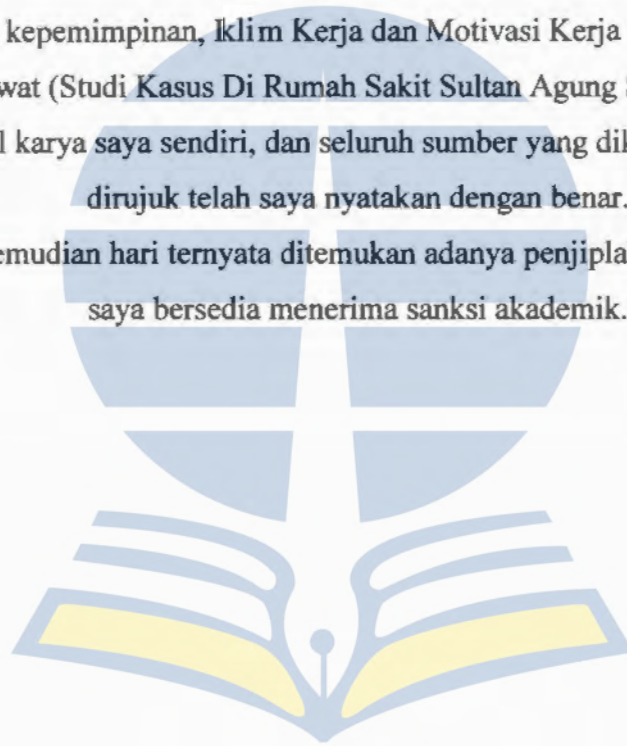 kepemimpinan, Iklim Kerja dan Motivasi Kerja
wat (Studi Kasus Di Rumah Sakit Sultan Agung S
l karya saya sendiri, dan seluruh sumber yang dik
dirujuk telah saya nyatakan dengan benar.
emudian hari ternyata ditemukan adanya penjipla
saya bersedia menerima sanksi akademik.